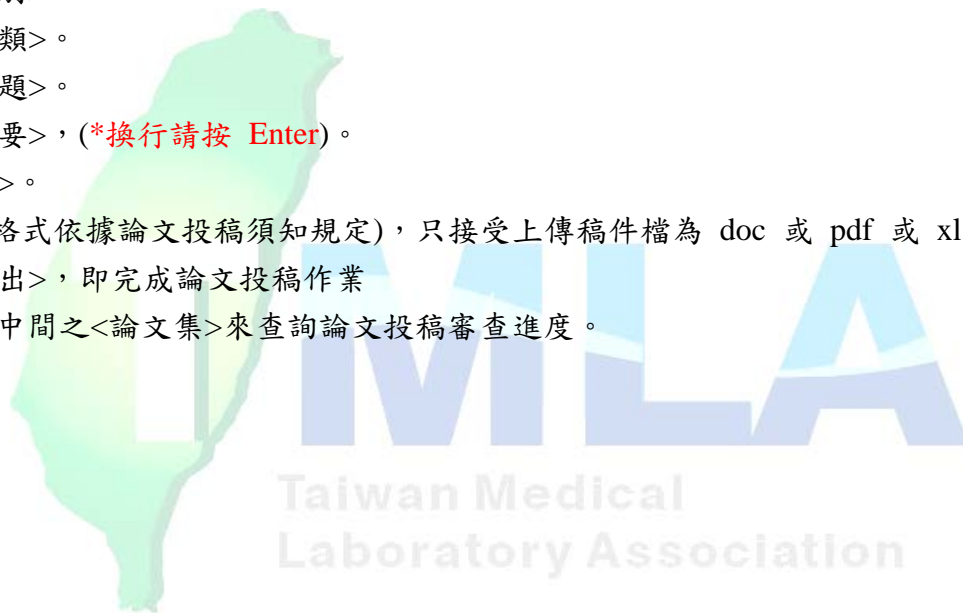 類>。
題>。
要>，(*換行請按 Enter)。
>。
格式依據論文投稿須知規定)，只接受上傳稿件檔為 doc 或 pdf 或 xl
出>，即完成論文投稿作業
中間之<論文集>來查詢論文投稿審查進度。
TMLA
Taiwan Medical
Laboratory Association